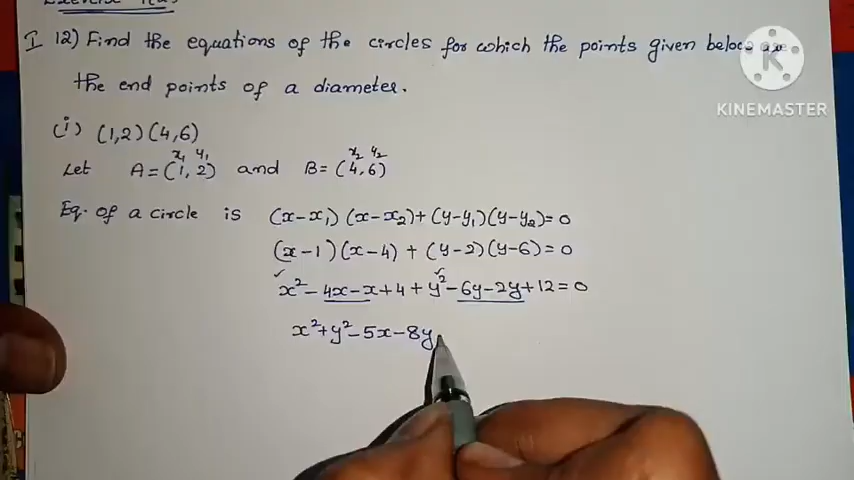 I 12) Find the equations of the circles for which the points given below are
the end points of a diameter.
(i) (1,2) (4,6)
x₁ y₁ x₂ y₂
Let A = (1, 2) and B = (4, 6)
Eq. of a circle is (x-x₁) (x-x₂) + (y-y₁) (y-y₂) = 0
(x-1) (x-4) + (y-2) (y-6) = 0
✓ ✓
x² - 4x - x + 4 + y² - 6y - 2y + 12 = 0
x² + y² - 5x - 8y
KINEMASTER